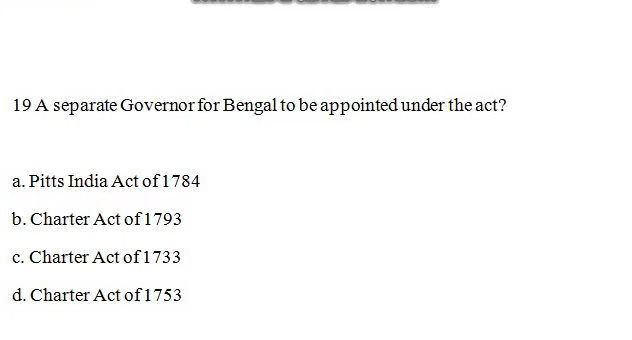 19 A separate Governor for Bengal to be appointed under the act?
a. Pitts India Act of 1784
b. Charter Act of 1793
c. Charter Act of 1733
d. Charter Act of 1753